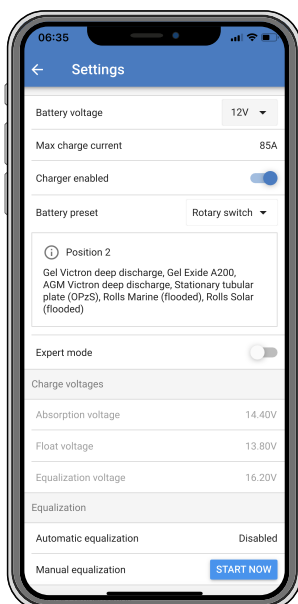 06:35
Settings
Battery voltage 12V
Max charge current 85A
Charger enabled
Battery preset Rotary switch
Position 2
Gel Victron deep discharge, Gel Exide A200,
AGM Victron deep discharge, Stationary tubular
plate (OPzS), Rolls Marine (flooded), Rolls Solar
(flooded)
Expert mode
Charge voltages
Absorption voltage 14.40V
Float voltage 13.80V
Equalization voltage 16.20V
Equalization
Automatic equalization Disabled
Manual equalization START NOW